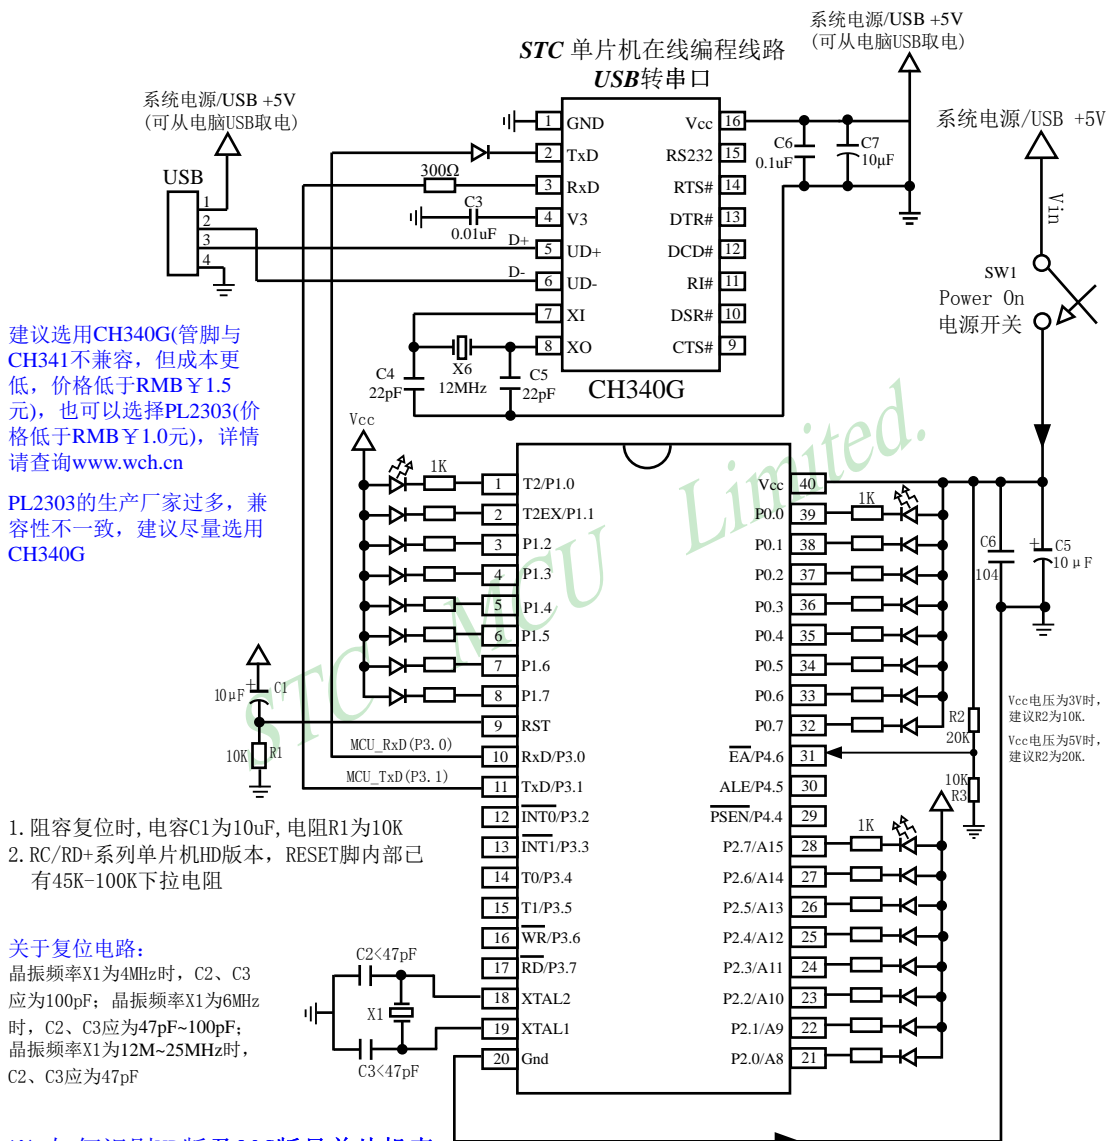 系统电源/USB +5V
(可从电脑USB取电)
STC 单片机在线编程线路
USB转串口
系统电源/USB +5V
(可从电脑USB取电)
系统电源/USB +5V
USB
1
2
3
4
1 GND
2 TxD
3 RxD
4 V3
5 UD+
6 UD-
7 XI
8 XO
Vcc 16
RS232 15
RTS# 14
DTR# 13
DCD# 12
RI# 11
DSR# 10
CTS# 9
CH340G
300Ω
C3
0.01uF
D+
D-
C6
0.1uF
C7
10μF
Vin
SW1
Power On
电源开关
C4
22pF
X6
12MHz
C5
22pF
建议选用CH340G(管脚与
CH341不兼容，但成本更
低，价格低于RMB￥1.5
元)，也可以选择PL2303(价
格低于RMB￥1.0元)，详情
请查询www.wch.cn
PL2303的生产厂家过多，兼
容性不一致，建议尽量选用
CH340G
STC MCU Limited.
Vcc
1K
1 T2/P1.0
2 T2EX/P1.1
3 P1.2
4 P1.3
5 P1.4
6 P1.5
7 P1.6
8 P1.7
9 RST
10 RxD/P3.0
11 TxD/P3.1
12 INT0/P3.2
13 INT1/P3.3
14 T0/P3.4
15 T1/P3.5
16 WR/P3.6
17 RD/P3.7
18 XTAL2
19 XTAL1
20 Gnd
Vcc 40
P0.0 39
P0.1 38
P0.2 37
P0.3 36
P0.4 35
P0.5 34
P0.6 33
P0.7 32
EA/P4.6 31
ALE/P4.5 30
PSEN/P4.4 29
P2.7/A15 28
P2.6/A14 27
P2.5/A13 26
P2.4/A12 25
P2.3/A11 24
P2.2/A10 23
P2.1/A9 22
P2.0/A8 21
1K
C6
104
+ C5
10μF
R2
20K
10K
R3
Vcc电压为3V时，
建议R2为10K.
Vcc电压为5V时，
建议R2为20K.
1K
10μF
+
C1
10K
R1
MCU_RxD(P3.0)
MCU_TxD(P3.1)
1.阻容复位时,电容C1为10uF,电阻R1为10K
2.RC/RD+系列单片机HD版本，RESET脚内部已
有45K-100K下拉电阻
关于复位电路：
晶振频率X1为4MHz时，C2、C3
应为100pF；晶振频率X1为6MHz
时，C2、C3应为47pF~100pF；
晶振频率X1为12M~25MHz时，
C2、C3应为47pF
C2<47pF
X1
C3<47pF